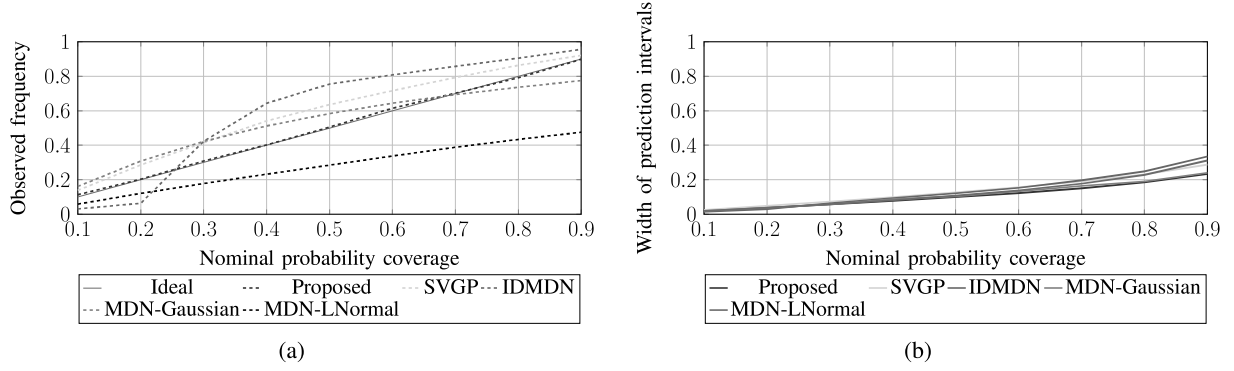 Observed frequency
1
0.8
0.6
0.4
0.2
0
0.1 0.2 0.3 0.4 0.5 0.6 0.7 0.8 0.9
Nominal probability coverage
Ideal Proposed SVGP IDMDN
MDN-Gaussian MDN-LNormal
(a)
Width of prediction intervals
1
0.8
0.6
0.4
0.2
0
0.1 0.2 0.3 0.4 0.5 0.6 0.7 0.8 0.9
Nominal probability coverage
Proposed SVGP IDMDN MDN-Gaussian
MDN-LNormal
(b)